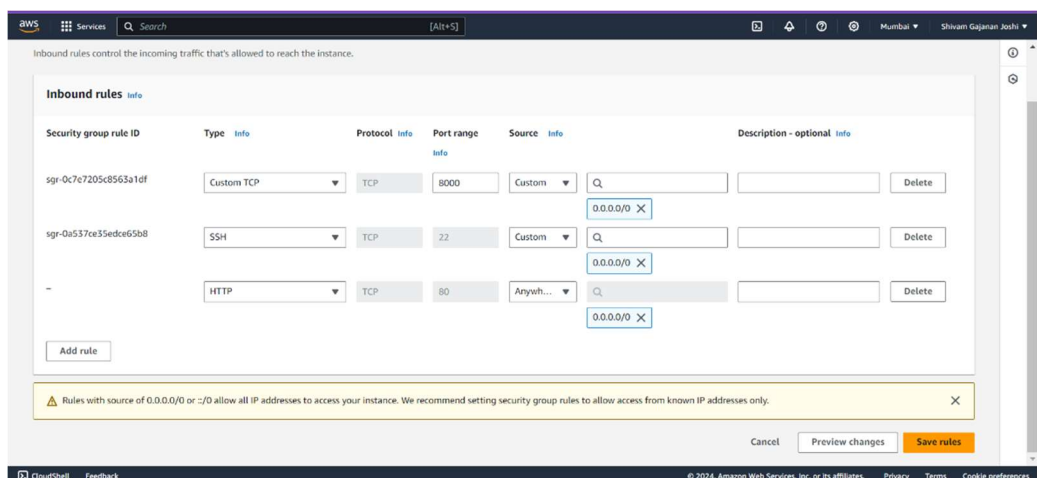 aws Services Search [Alt+S] Mumbai Shivam Gajanan Joshi
Inbound rules control the incoming traffic that's allowed to reach the instance.
Inbound rules Info
Security group rule ID Type Info Protocol Info Port range Info Source Info Description - optional Info
sgr-0c7e7205c8563a1df Custom TCP TCP 8000 Custom Delete
0.0.0.0/0
sgr-0a537ce35edce65b8 SSH TCP 22 Custom Delete
0.0.0.0/0
– HTTP TCP 80 Anywh... Delete
0.0.0.0/0
Add rule
Rules with source of 0.0.0.0/0 or ::/0 allow all IP addresses to access your instance. We recommend setting security group rules to allow access from known IP addresses only.
Cancel Preview changes Save rules
CloudShell Feedback © 2024, Amazon Web Services, Inc. or its affiliates. Privacy Terms Cookie preferences